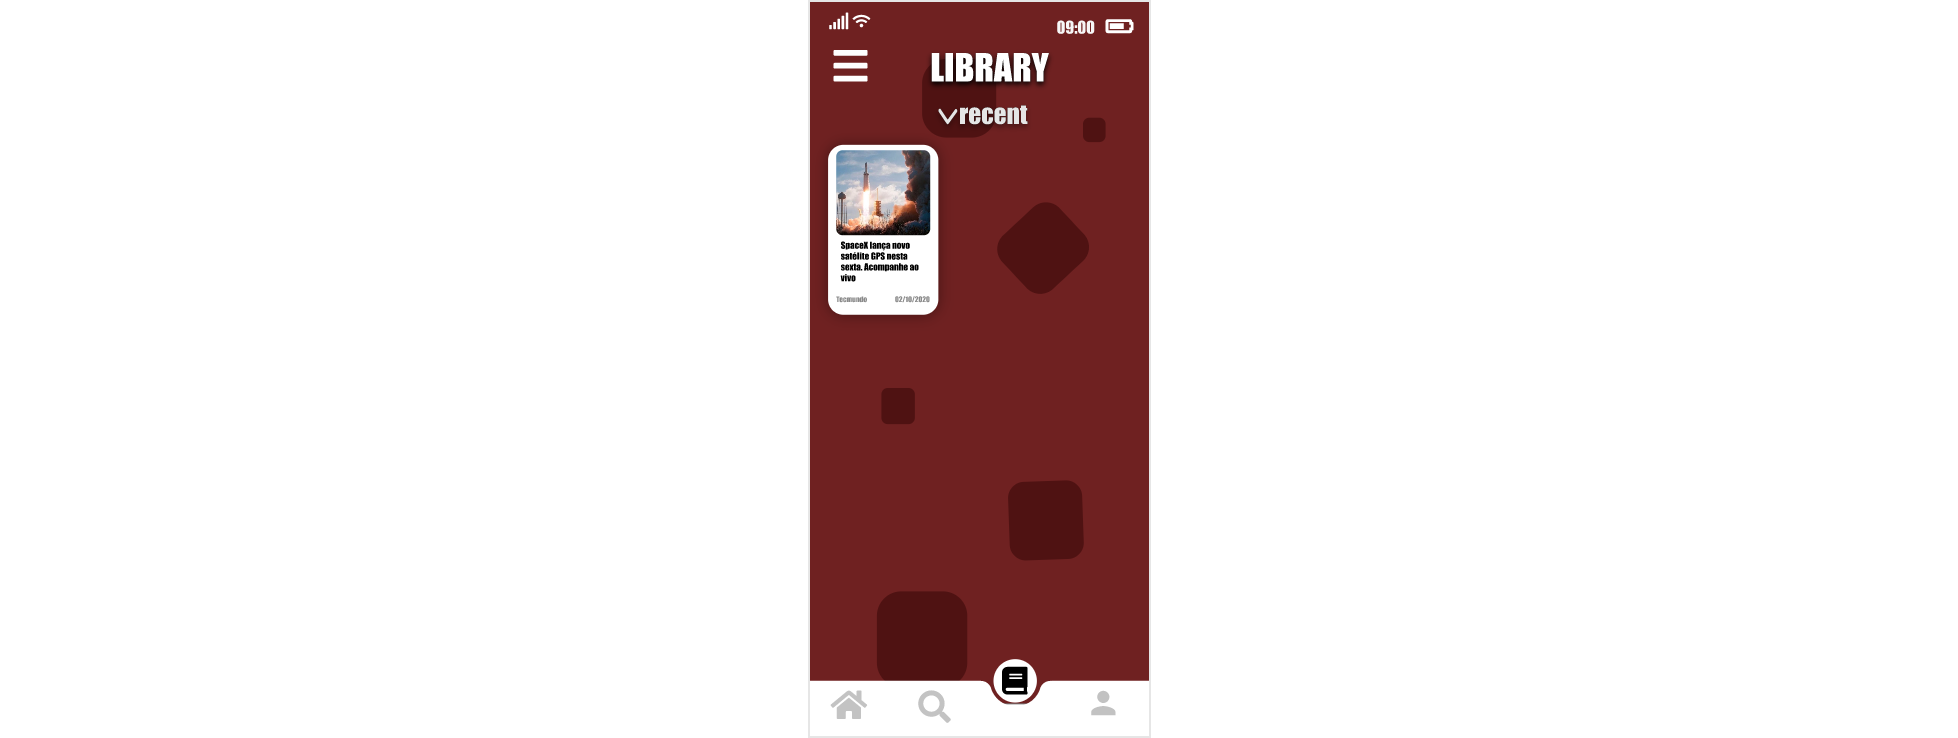 09:00
LIBRARY
recent
SpaceX lança novo
satélite GPS nesta
sexta. Acompanhe ao
vivo
Tecmundo 02/10/2020